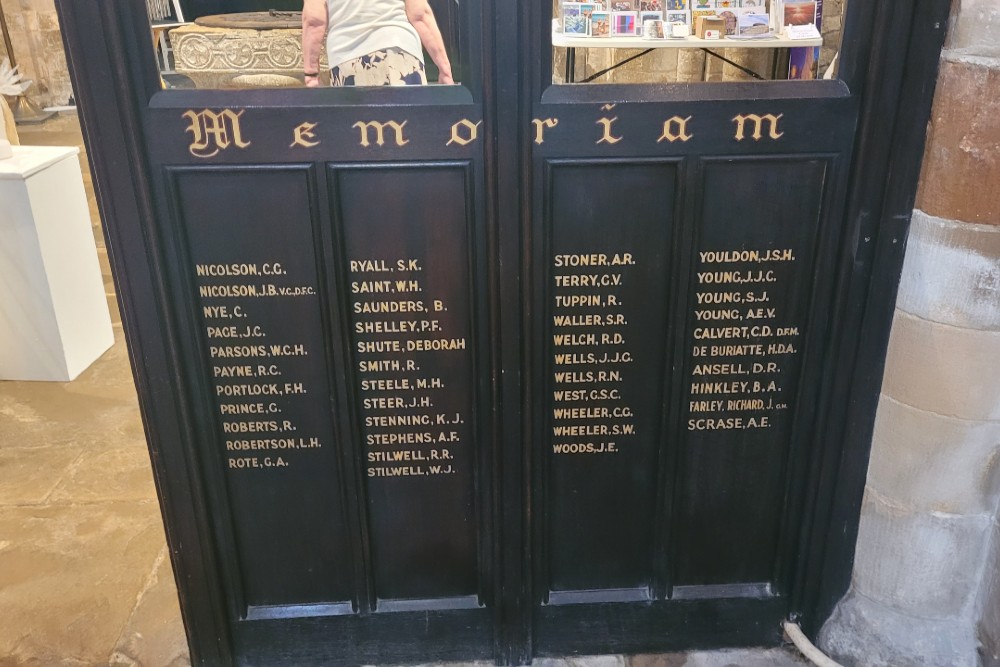 Memoriam
NICOLSON, C.G.
NICOLSON, J.B. V.C., D.F.C.
NYE, C.
PAGE, J.C.
PARSONS, W.C.H.
PAYNE, R.C.
PORTLOCK, F.H.
PRINCE, G.
ROBERTS, R.
ROBERTSON, L.H.
ROTE, G.A.
RYALL, S.K.
SAINT, W.H.
SAUNDERS, B.
SHELLEY, P.F.
SHUTE, DEBORAH
SMITH, R.
STEELE, M.H.
STEER, J.H.
STENNING, K.J.
STEPHENS, A.F.
STILWELL, R.R.
STILWELL, W.J.
STONER, A.R.
TERRY, G.V.
TUPPIN, R.
WALLER, S.R.
WELCH, R.D.
WELLS, J.J.G.
WELLS, R.N.
WEST, G.S.C.
WHEELER, C.G.
WHEELER, S.W.
WOODS, J.E.
YOULDON, J.S.H.
YOUNG, J.J.C.
YOUNG, S.J.
YOUNG, A.E.V.
CALVERT, C.D. D.F.M.
DE BURIATTE, H.D.A.
ANSELL, D.R.
HINKLEY, B.A.
FARLEY, RICHARD, J. G.M.
SCRASE, A.E.